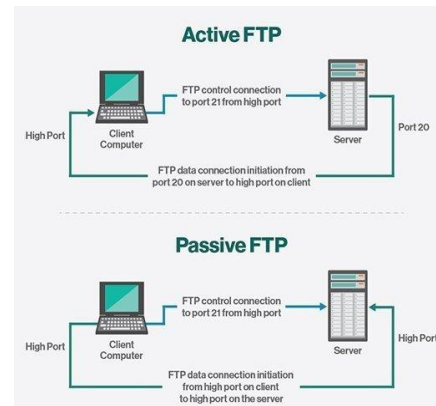 Active FTP
FTP control connection
to port 21 from high port
High Port
Client
Computer
Server
Port 20
FTP data connection initiation from
port 20 on server to high port on client
Passive FTP
FTP control connection
to port 21 from high port
High Port
Client
Computer
Server
High Port
FTP data connection initiation
from high port on client
to high port on the server